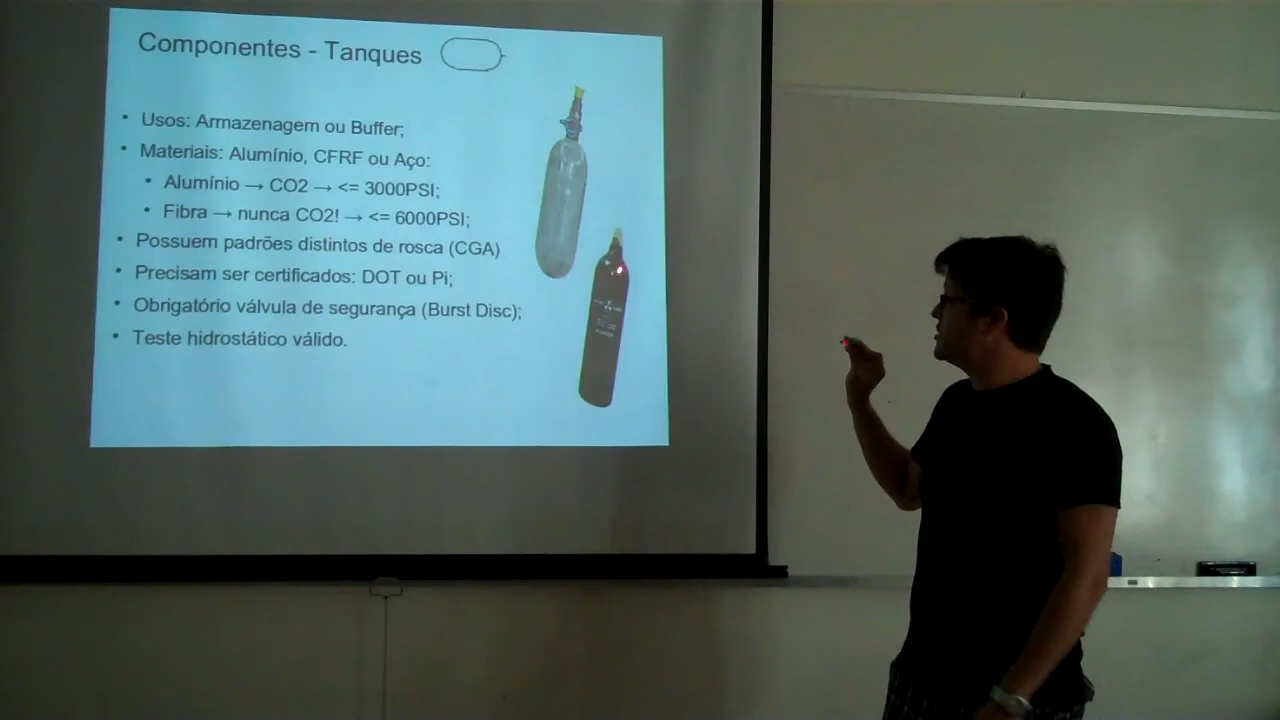 Componentes - Tanques
• Usos: Armazenagem ou Buffer;
• Materiais: Alumínio, CFRF ou Aço:
• Alumínio → CO2 → <= 3000PSI;
• Fibra → nunca CO2! → <= 6000PSI;
• Possuem padrões distintos de rosca (CGA)
• Precisam ser certificados: DOT ou Pi;
• Obrigatório válvula de segurança (Burst Disc);
• Teste hidrostático válido.